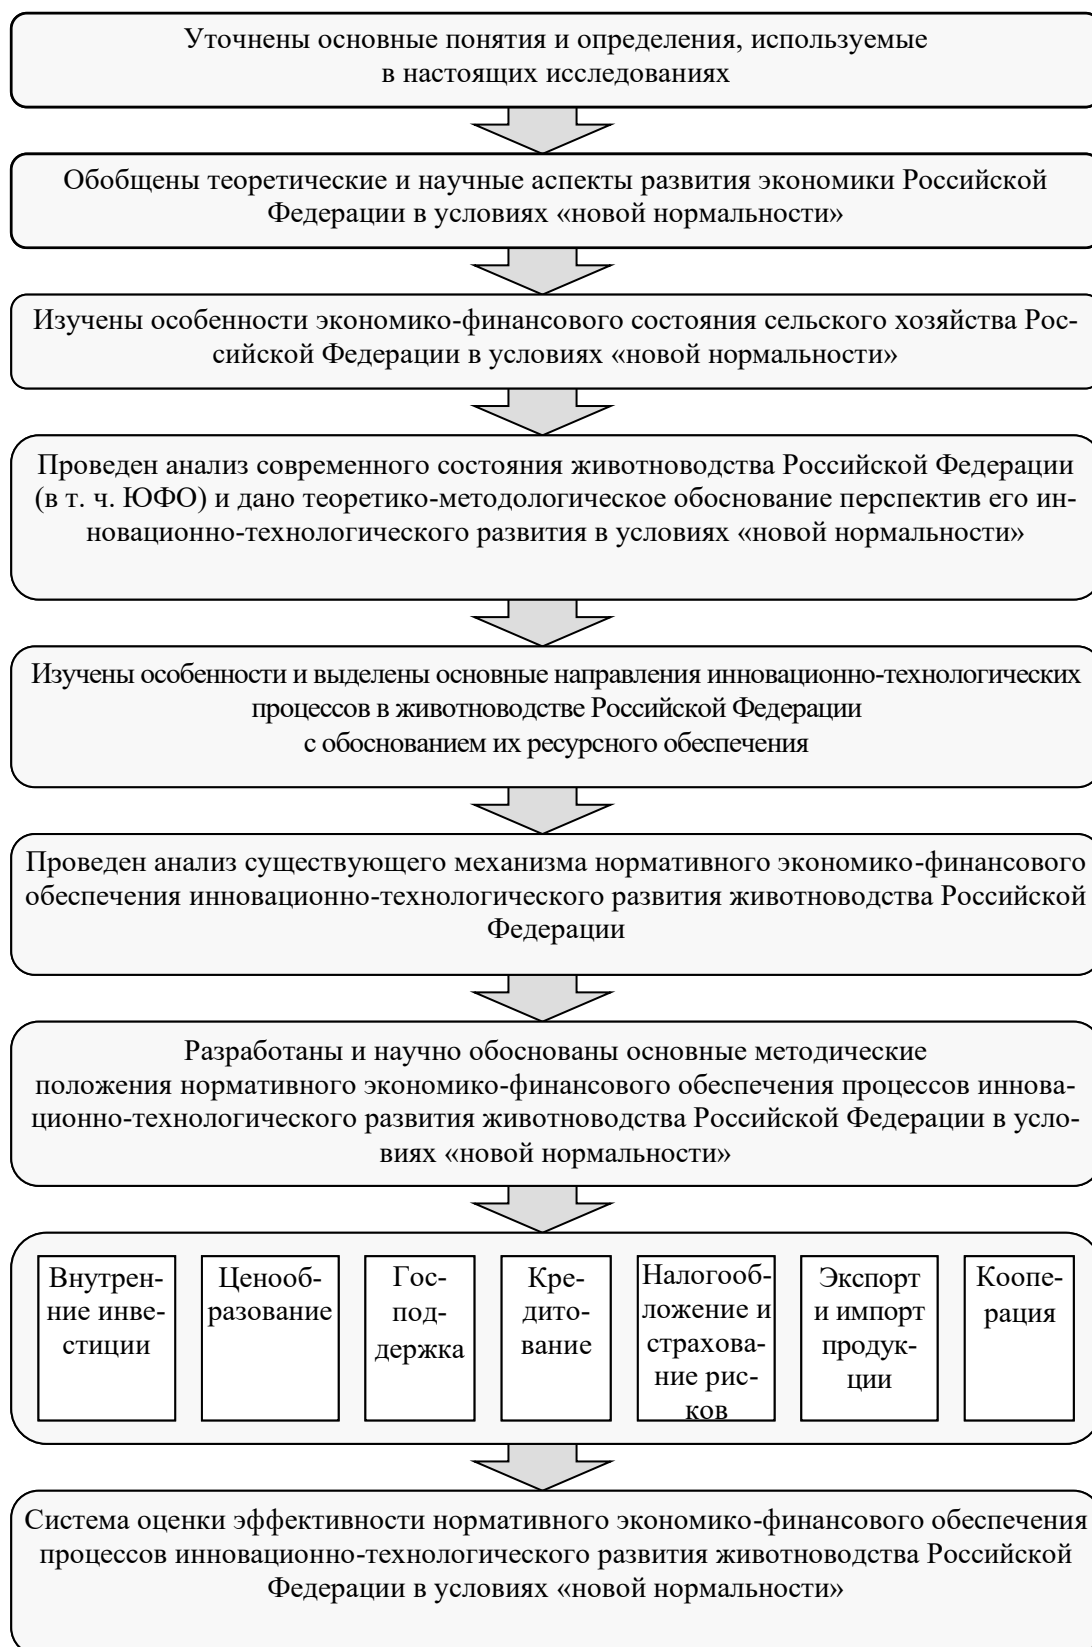 Уточнены основные понятия и определения, используемые
в настоящих исследованиях
Обобщены теоретические и научные аспекты развития экономики Российской
Федерации в условиях «новой нормальности»
Изучены особенности экономико-финансового состояния сельского хозяйства Рос-
сийской Федерации в условиях «новой нормальности»
Проведен анализ современного состояния животноводства Российской Федерации
(в т. ч. ЮФО) и дано теоретико-методологическое обоснование перспектив его ин-
новационно-технологического развития в условиях «новой нормальности»
Изучены особенности и выделены основные направления инновационно-технологических
процессов в животноводстве Российской Федерации
с обоснованием их ресурсного обеспечения
Проведен анализ существующего механизма нормативного экономико-финансового
обеспечения инновационно-технологического развития животноводства Российской
Федерации
Разработаны и научно обоснованы основные методические
положения нормативного экономико-финансового обеспечения процессов иннова-
ционно-технологического развития животноводства Российской Федерации в усло-
виях «новой нормальности»
Внутрен-
ние инве-
стиции
Ценооб-
разование
Гос-
под-
держка
Кре-
дито-
вание
Налогооб-
ложение и
страхова-
ние рис-
ков
Экспорт
и импорт
продук-
ции
Коопе-
рация
Система оценки эффективности нормативного экономико-финансового обеспечения
процессов инновационно-технологического развития животноводства Российской
Федерации в условиях «новой нормальности»